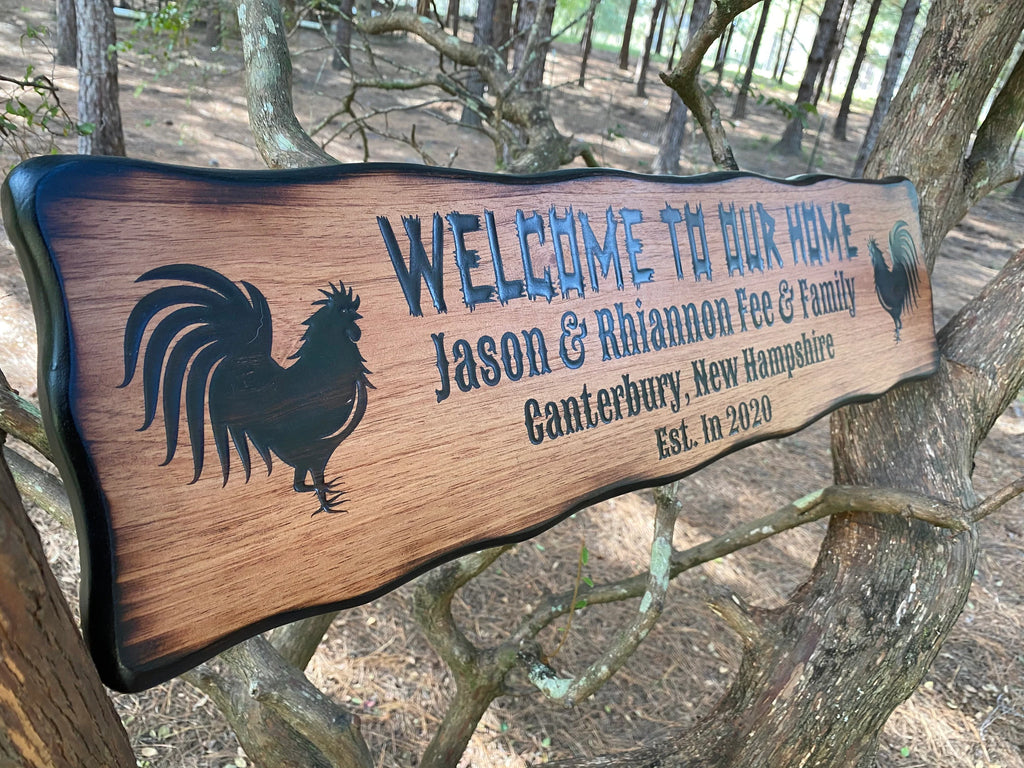 WELCOME TO OUR HOME
Jason & Rhiannon Fee & Family
Canterbury, New Hampshire
Est. In 2020